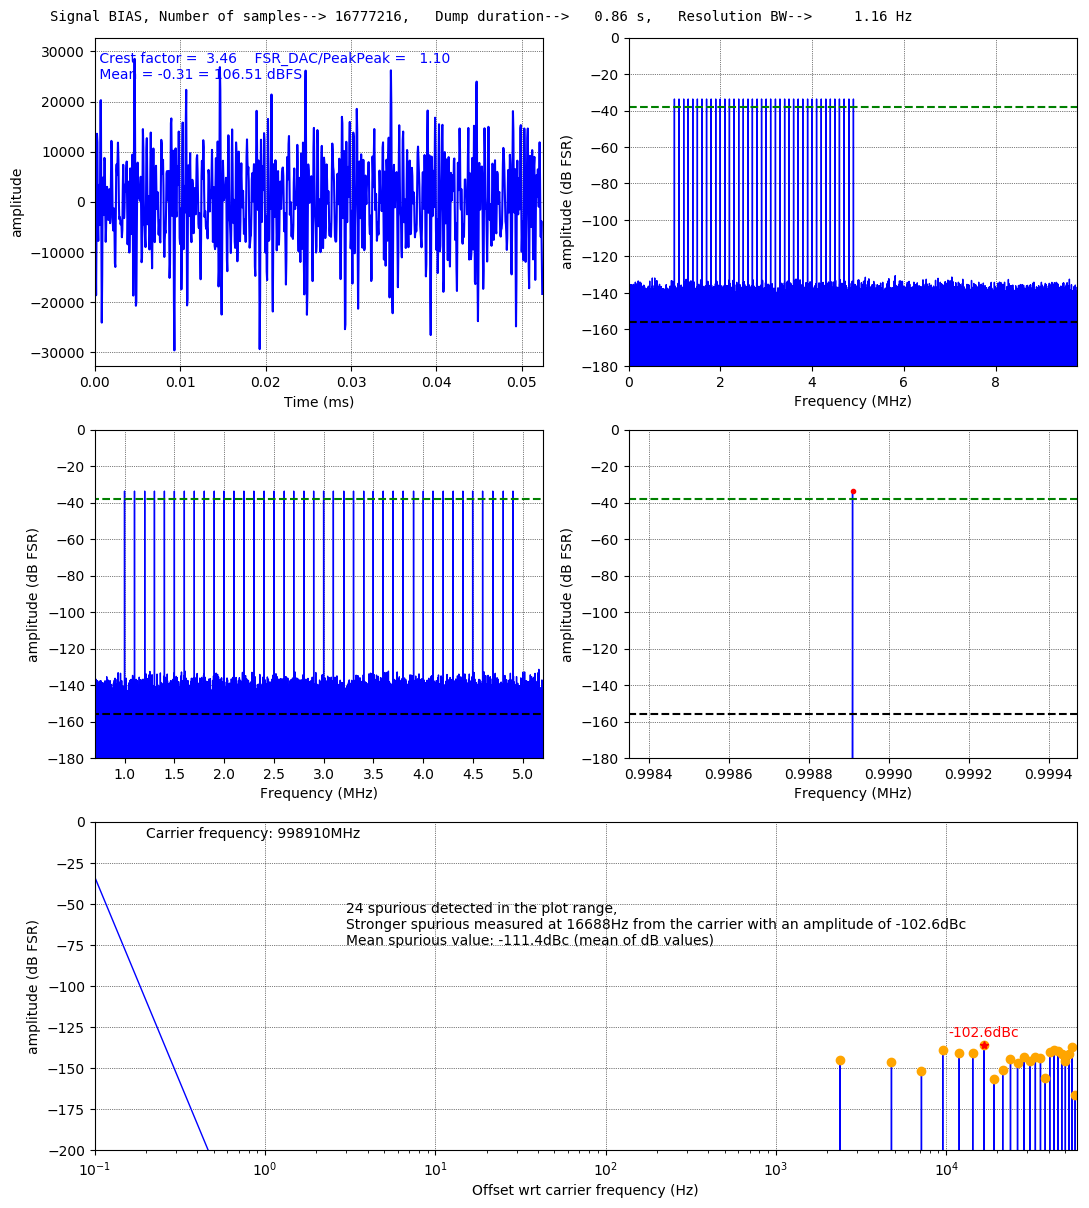 Signal BIAS, Number of samples--> 16777216,   Dump duration-->   0.86 s,   Resolution BW-->     1.16 Hz
Crest factor =  3.46    FSR_DAC/PeakPeak =   1.10
Mean = -0.31 = 106.51 dBFS
30000
20000
10000
0
−10000
−20000
−30000
amplitude
0.00 0.01 0.02 0.03 0.04 0.05
Time (ms)
0
−20
−40
−60
−80
−100
−120
−140
−160
−180
amplitude (dB FSR)
0 2 4 6 8
Frequency (MHz)
0
−20
−40
−60
−80
−100
−120
−140
−160
−180
amplitude (dB FSR)
1.0 1.5 2.0 2.5 3.0 3.5 4.0 4.5 5.0
Frequency (MHz)
0
−20
−40
−60
−80
−100
−120
−140
−160
−180
amplitude (dB FSR)
0.9984 0.9986 0.9988 0.9990 0.9992 0.9994
Frequency (MHz)
Carrier frequency: 998910MHz
24 spurious detected in the plot range,
Stronger spurious measured at 16688Hz from the carrier with an amplitude of -102.6dBc
Mean spurious value: -111.4dBc (mean of dB values)
-102.6dBc
0
−25
−50
−75
−100
−125
−150
−175
−200
amplitude (dB FSR)
10⁻¹ 10⁰ 10¹ 10² 10³ 10⁴
Offset wrt carrier frequency (Hz)